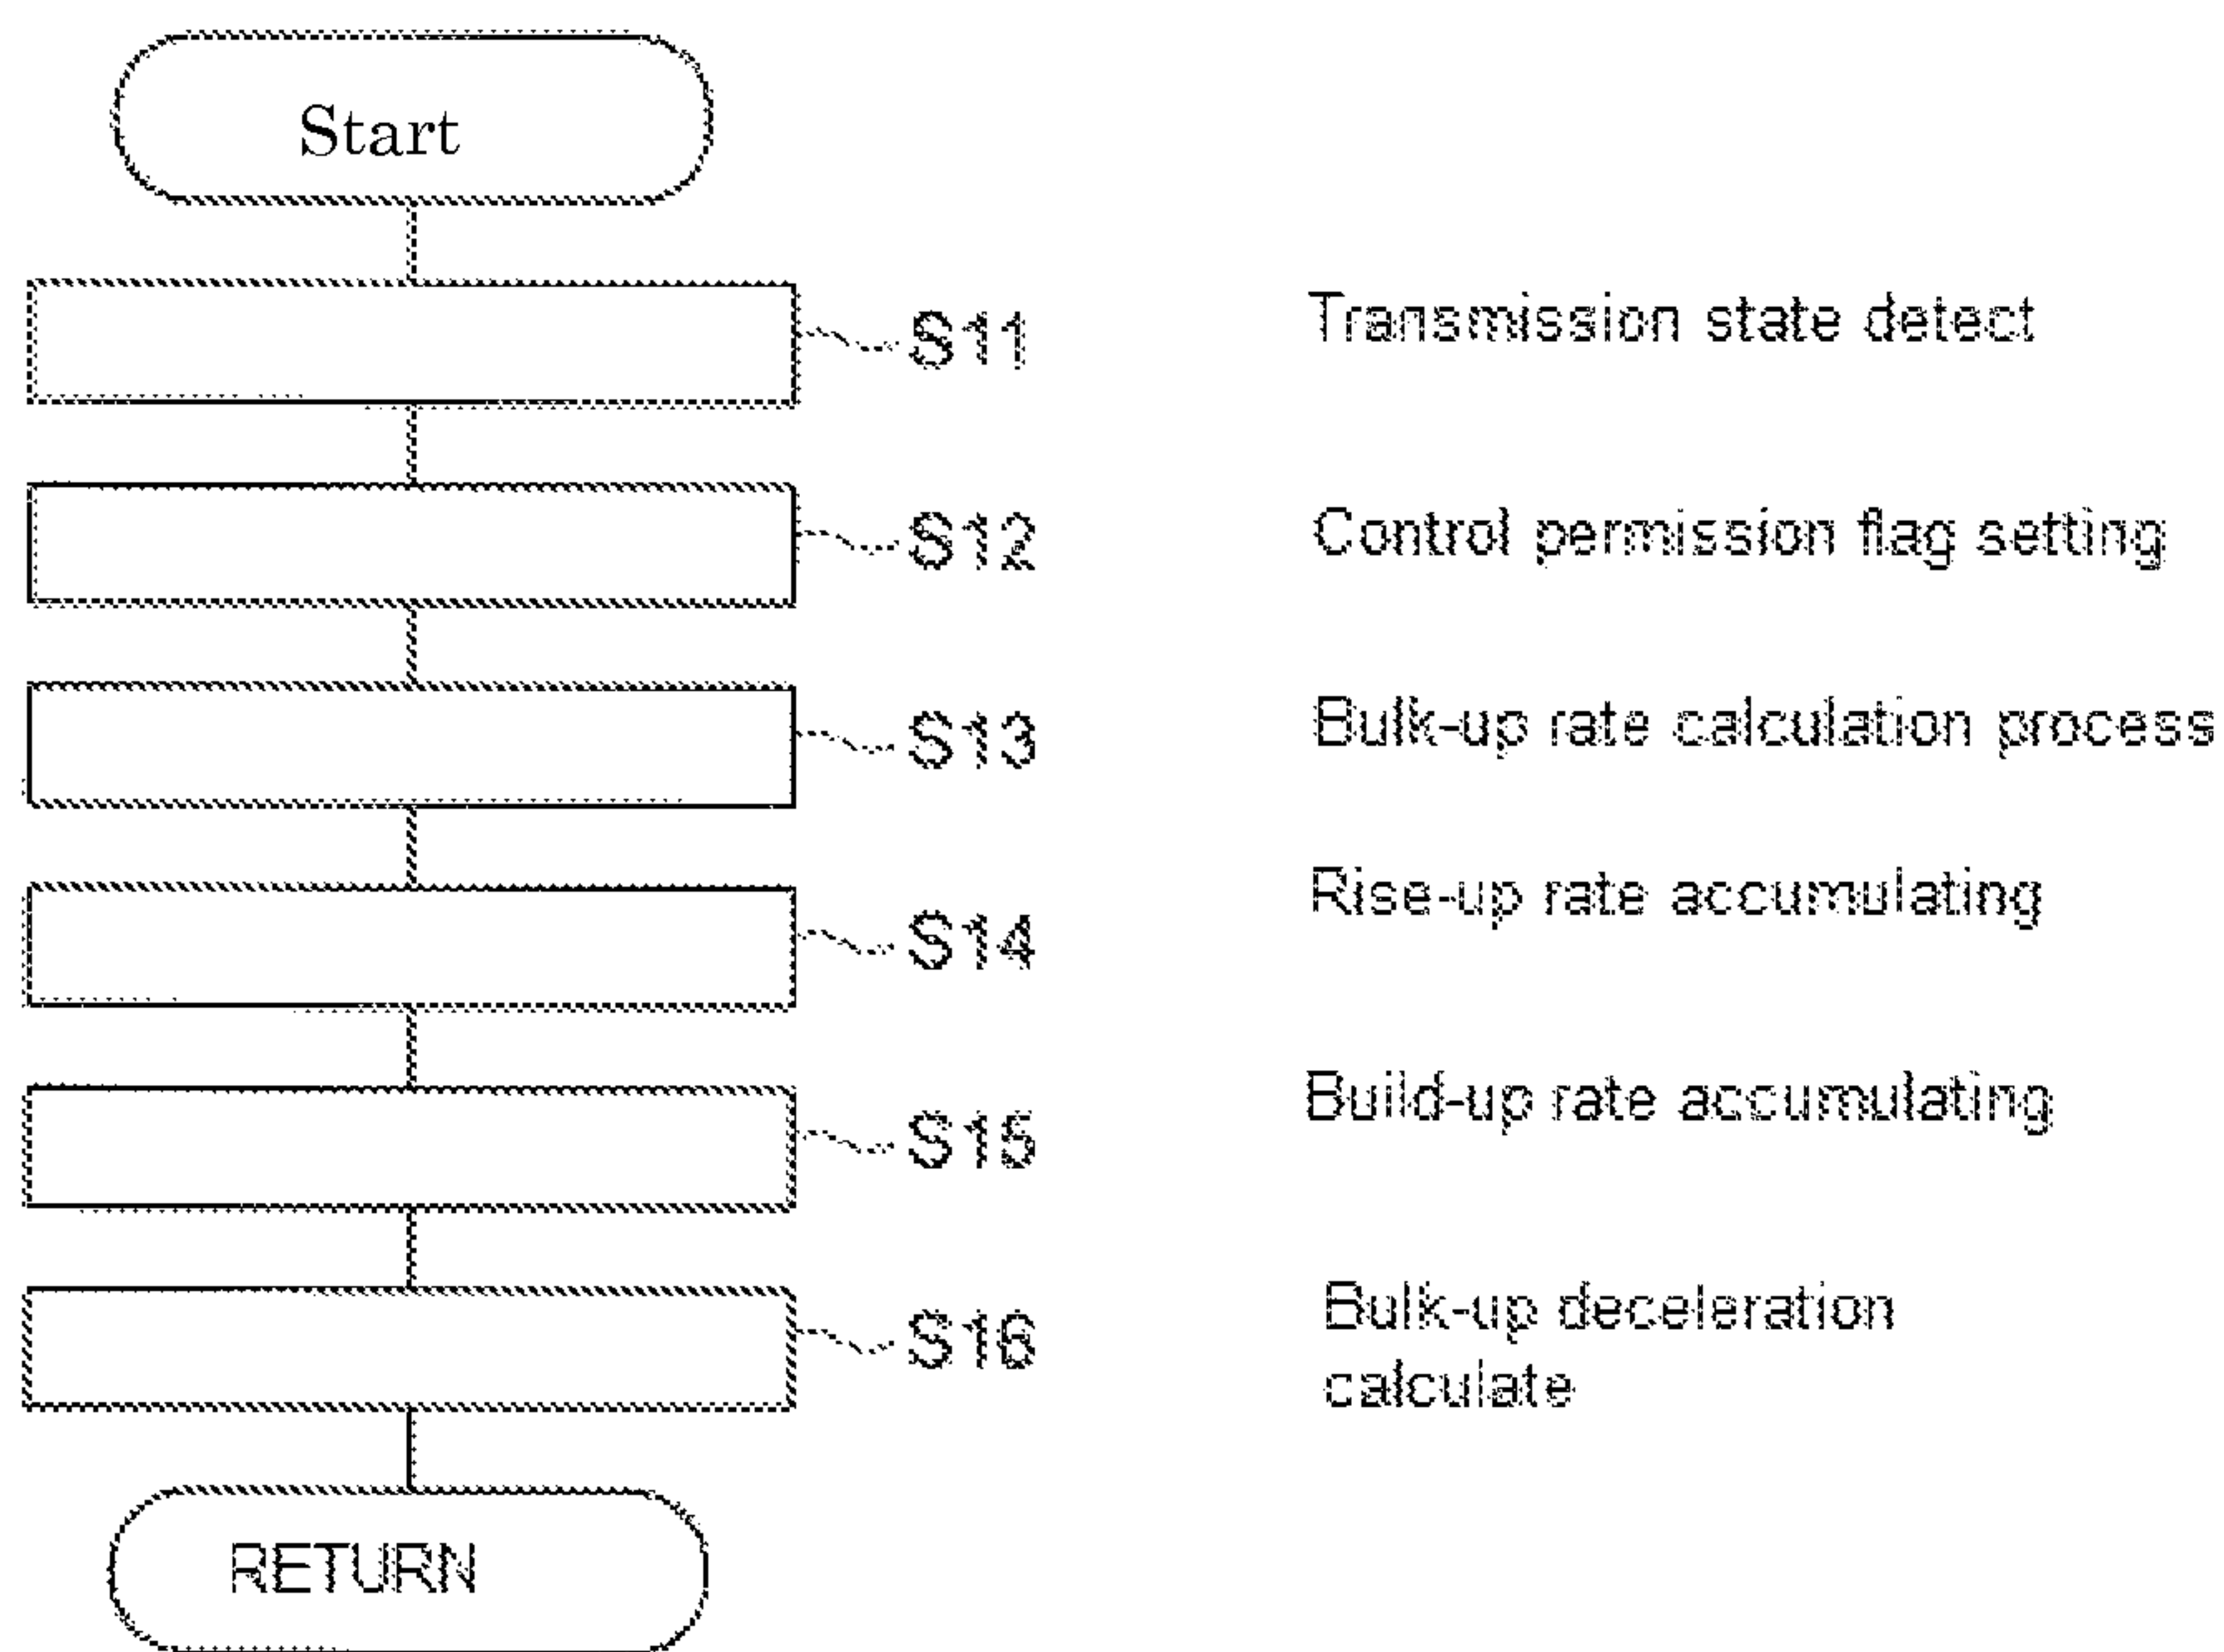 Start
S11 Transmission state detect
S12 Control permission flag setting
S13 Bulk-up rate calculation process
S14 Rise-up rate accumulating
S15 Build-up rate accumulating
S16 Bulk-up deceleration
calculate
RETURN